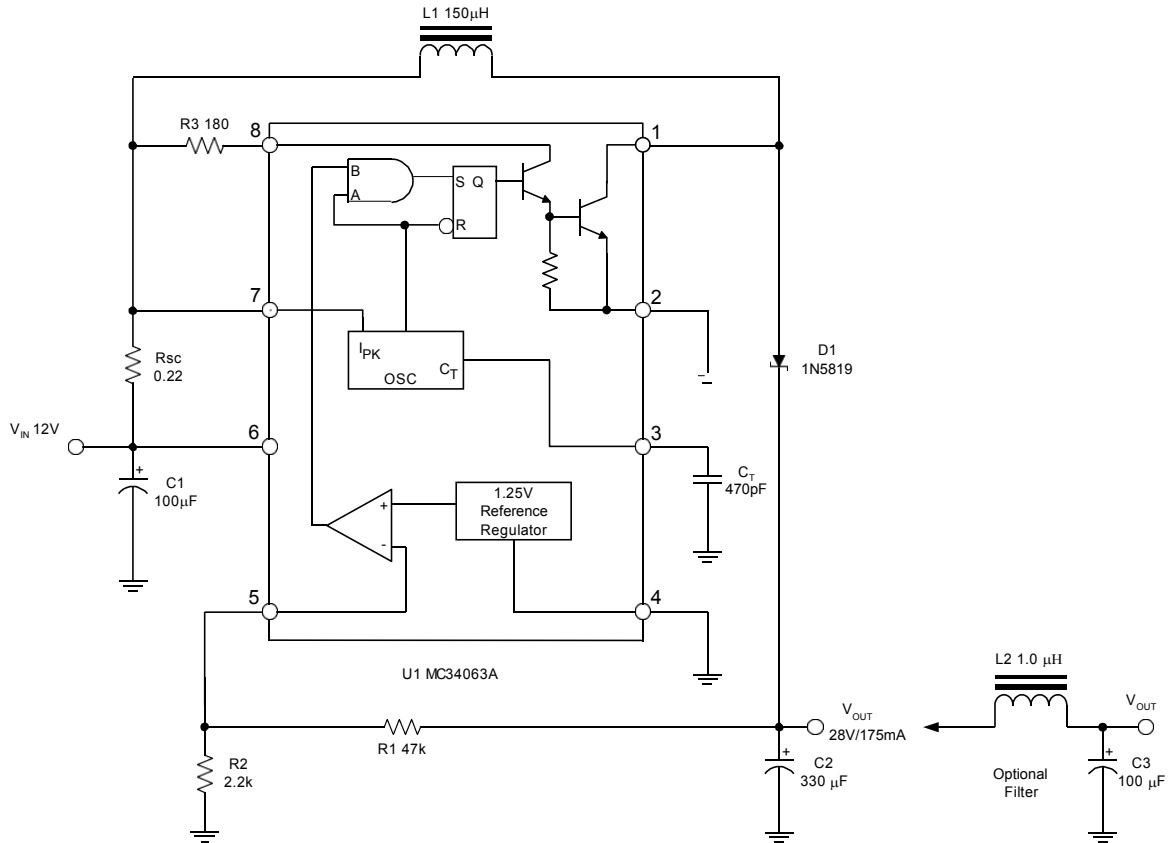 L1 150μH
R3 180
8
1
B
A
S Q
R
7
2
Rsc
0.22
I_PK
C_T
OSC
D1
1N5819
V_IN 12V
6
3
C1
100μF
+
C_T
470pF
1.25V
Reference
Regulator
+
-
5
4
U1 MC34063A
L2 1.0 μH
V_OUT
28V/175mA
V_OUT
R1 47k
R2
2.2k
+
C2
330 μF
Optional
Filter
+
C3
100 μF